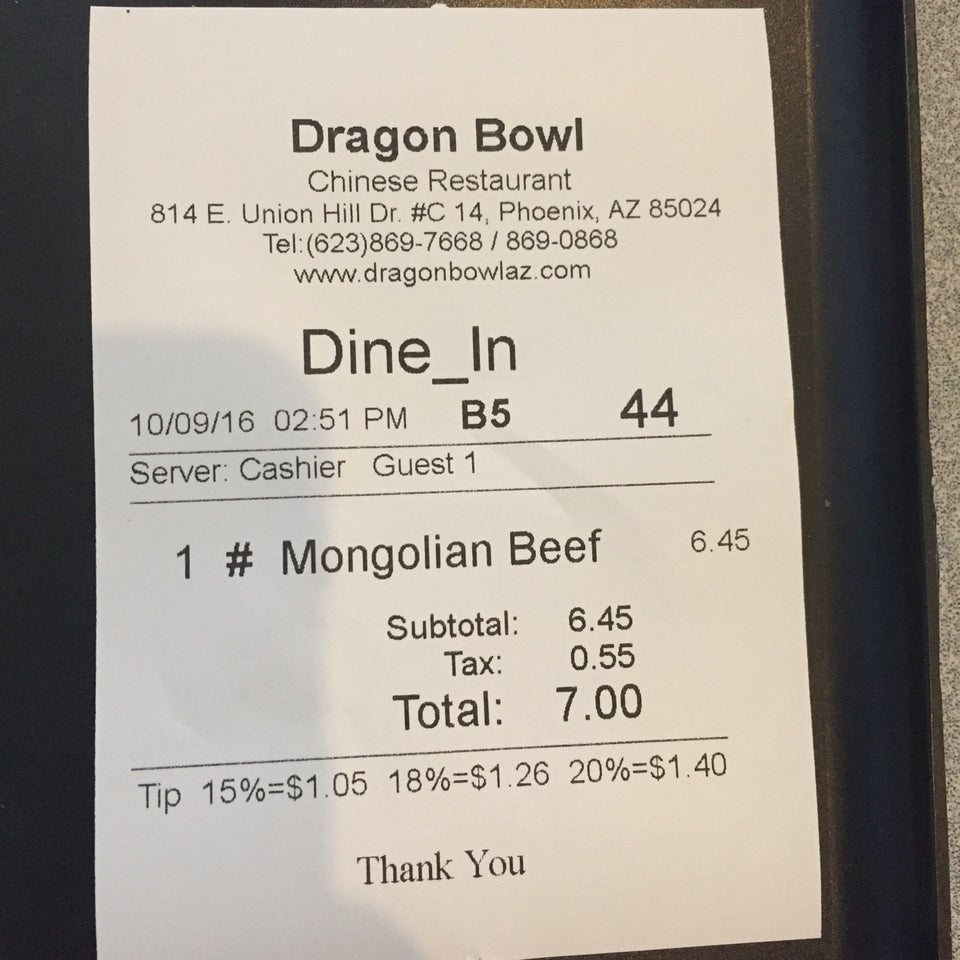 Dragon Bowl
Chinese Restaurant
814 E. Union Hill Dr. #C 14, Phoenix, AZ 85024
Tel:(623)869-7668 / 869-0868
www.dragonbowlaz.com
Dine_In
10/09/16 02:51 PM B5 44
Server: Cashier Guest 1
1 # Mongolian Beef 6.45
Subtotal: 6.45
Tax: 0.55
Total: 7.00
Tip 15%=$1.05 18%=$1.26 20%=$1.40
Thank You